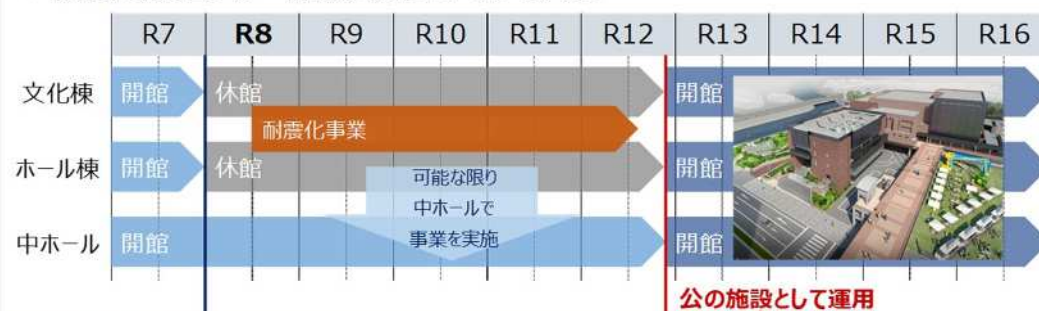 R7 R8 R9 R10 R11 R12 R13 R14 R15 R16
文化棟 開館 休館 開館
耐震化事業
ホール棟 開館 休館 開館
可能な限り
中ホールで
事業を実施
中ホール 開館 開館
公の施設として運用